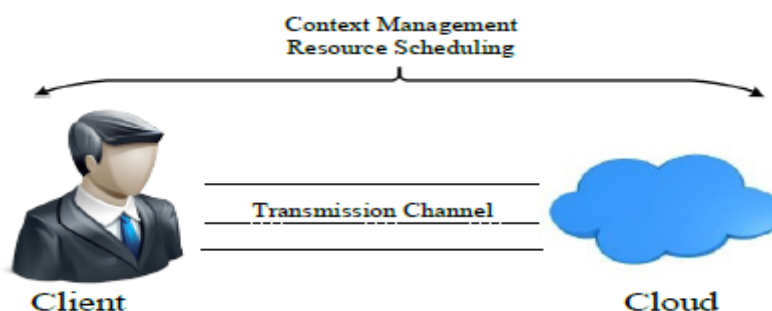 Context Management
Resource Scheduling
Transmission Channel
Client
Cloud